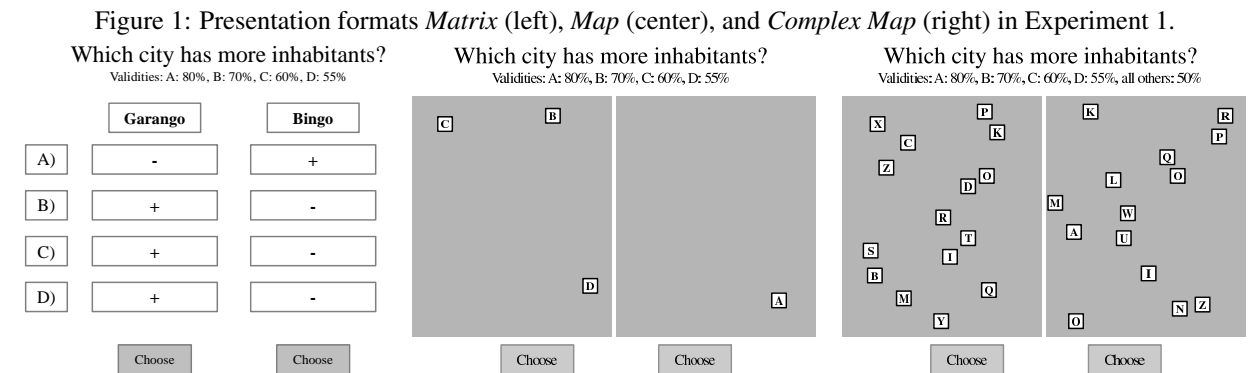 Figure 1: Presentation formats Matrix (left), Map (center), and Complex Map (right) in Experiment 1.
Which city has more inhabitants?
Validities: A: 80%, B: 70%, C: 60%, D: 55%
Garango Bingo
A) - +
B) + -
C) + -
D) + -
Choose Choose
Which city has more inhabitants?
Validities: A: 80%, B: 70%, C: 60%, D: 55%
B
C
D
A
Choose Choose
Which city has more inhabitants?
Validities: A: 80%, B: 70%, C: 60%, D: 55%, all others: 50%
P
X
K
C
Z
O
D
R
T
S
I
B
Q
M
Y
K
R
P
Q
O
L
M
W
A
U
I
Z
N
O
Choose Choose